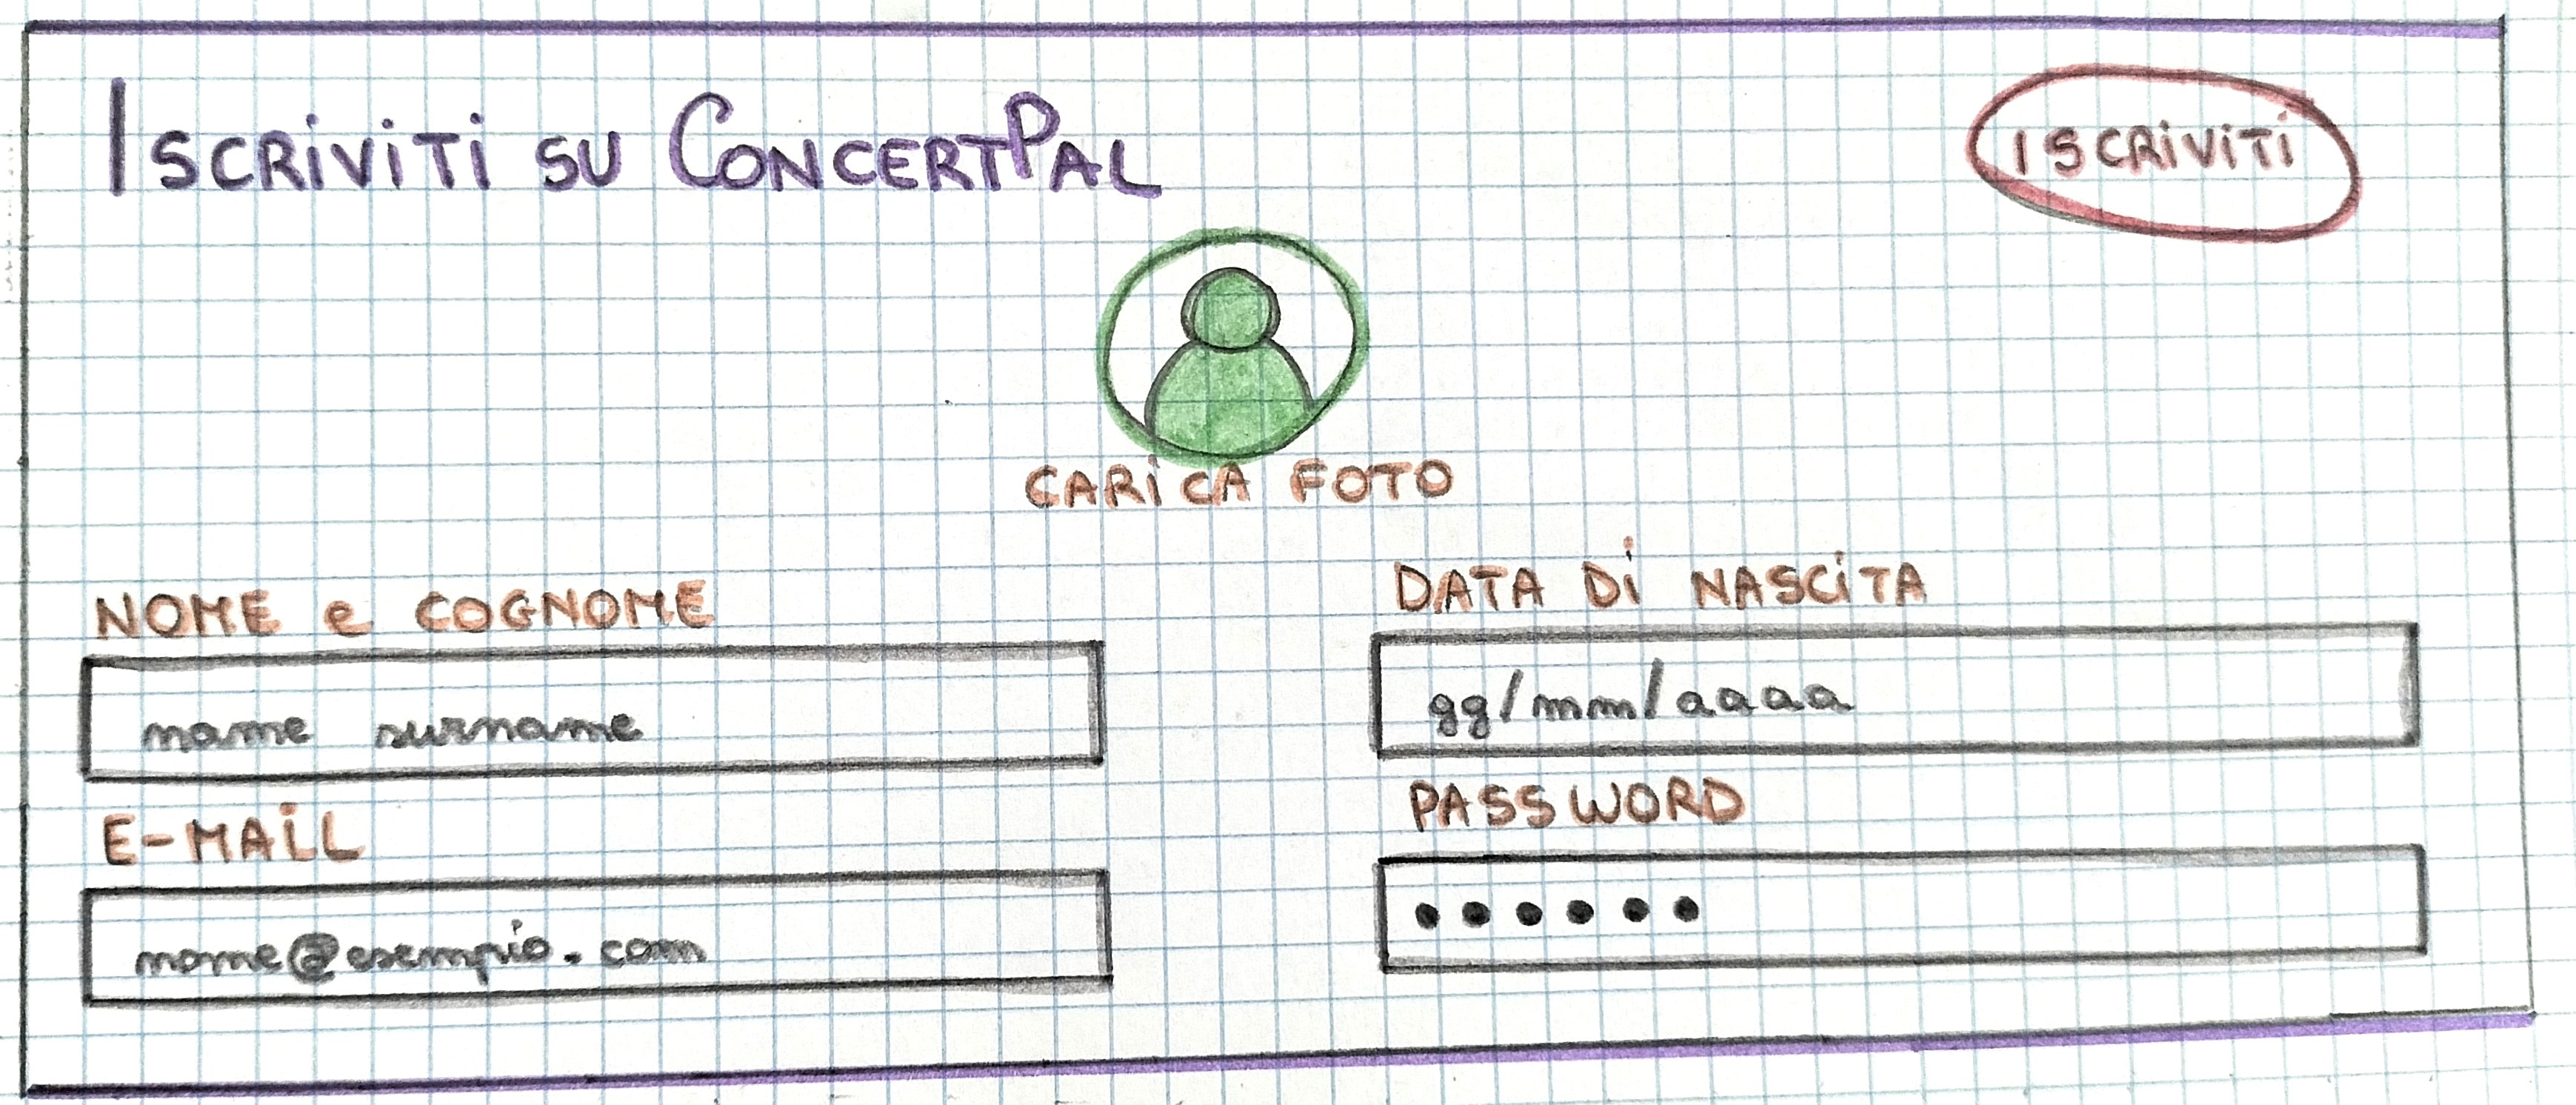 ISCRIVITI SU CONCERTPAL
ISCRIVITI
CARICA FOTO
NOME e COGNOME
name surname
DATA DI NASCITA
gg/mm/aaaa
E-MAIL
nome@esempio.com
PASSWORD
••••••